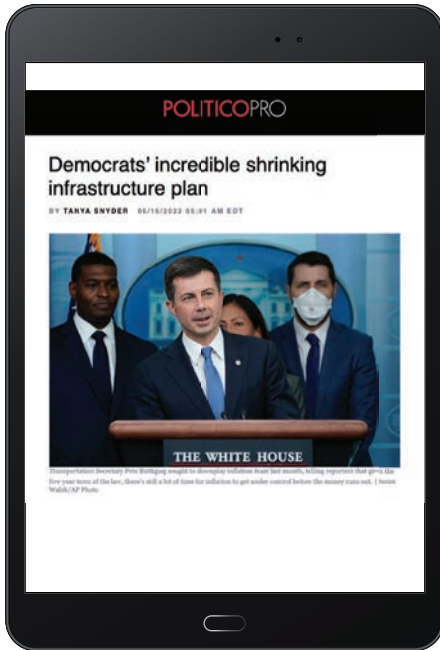 POLITICOPRO
Democrats' incredible shrinking
infrastructure plan
BY TANYA SNYDER 05/16/2022 05:01 AM EDT
THE WHITE HOUSE
Transportation Secretary Pete Buttigieg sought to downplay inflation fears last month, telling reporters that given the
five-year term of the law, there's still a lot of time for inflation to get under control before the money runs out. |
Walsh/AP Photo